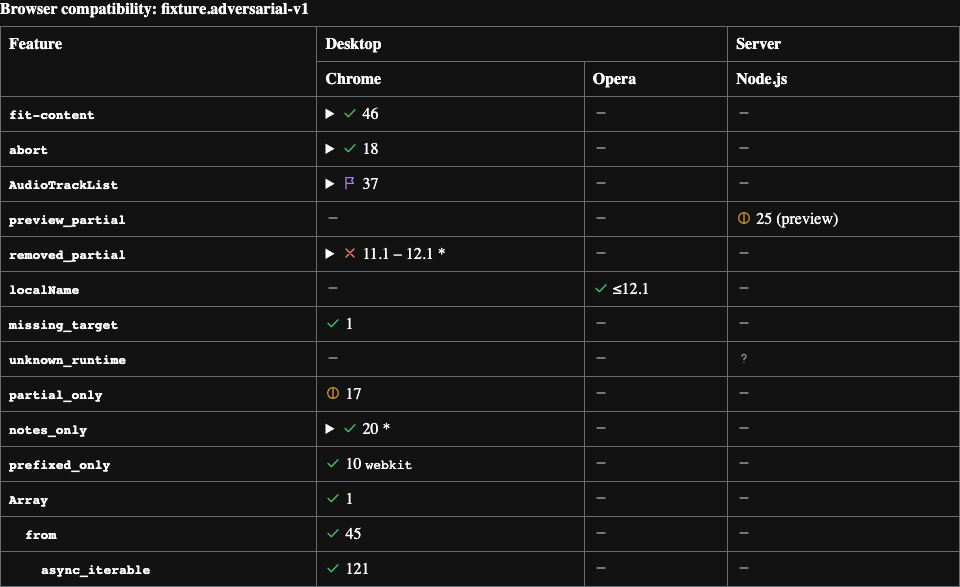 Browser compatibility: fixture.adversarial-v1
Feature Desktop Server
Chrome Opera Node.js
fit-content ▶ ✓ 46 — —
abort ▶ ✓ 18 — —
AudioTrackList ▶ 37 — —
preview_partial — — 25 (preview)
removed_partial ▶ ✕ 11.1 – 12.1 * — —
localName — ✓ ≤12.1 —
missing_target ✓ 1 — —
unknown_runtime — — ?
partial_only 17 — —
notes_only ▶ ✓ 20 * — —
prefixed_only ✓ 10 webkit — —
Array ✓ 1 — —
from ✓ 45 — —
async_iterable ✓ 121 — —